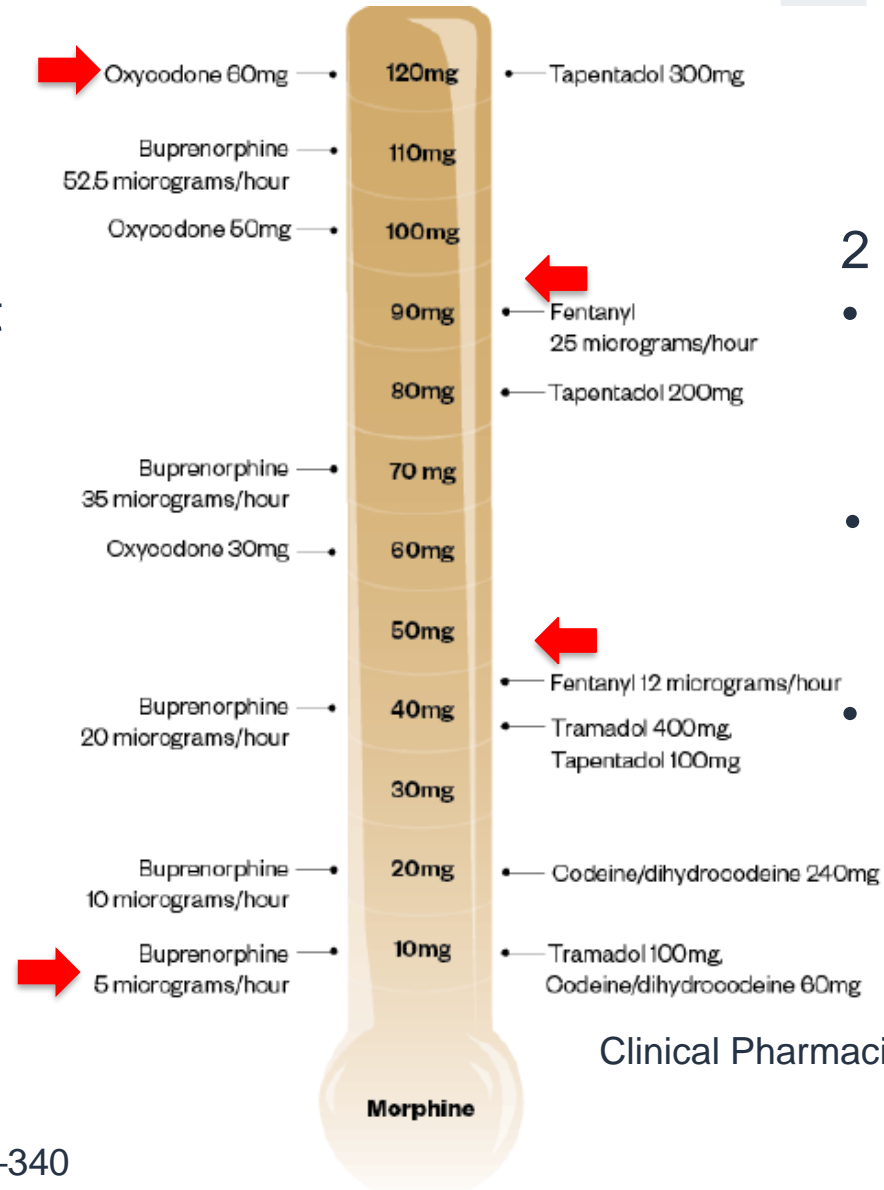 Oxycodone 60mg
120mg
Tapentadol 300mg
Buprenorphine
52.5 micrograms/hour
110mg
Oxycodone 50mg
100mg
2
90mg
Fentanyl
25 micrograms/hour
80mg
Tapentadol 200mg
Buprenorphine
35 micrograms/hour
70 mg
Oxycodone 30mg
60mg
50mg
Fentanyl 12 micrograms/hour
Buprenorphine
20 micrograms/hour
40mg
Tramadol 400mg,
Tapentadol 100mg
30mg
Buprenorphine
10 micrograms/hour
20mg
Codeine/dihydrocodeine 240mg
Buprenorphine
5 micrograms/hour
10mg
Tramadol 100mg,
Codeine/dihydrocodeine 60mg
Clinical Pharmaci
Morphine
-340